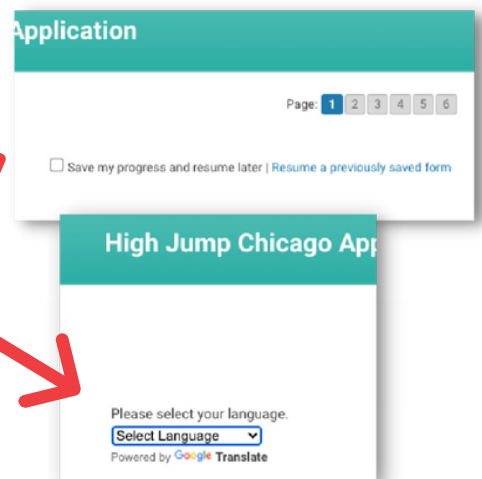 Application
Page: 1 2 3 4 5 6
Save my progress and resume later | Resume a previously saved form
High Jump Chicago App
Please select your language.
Select Language
Powered by Google Translate